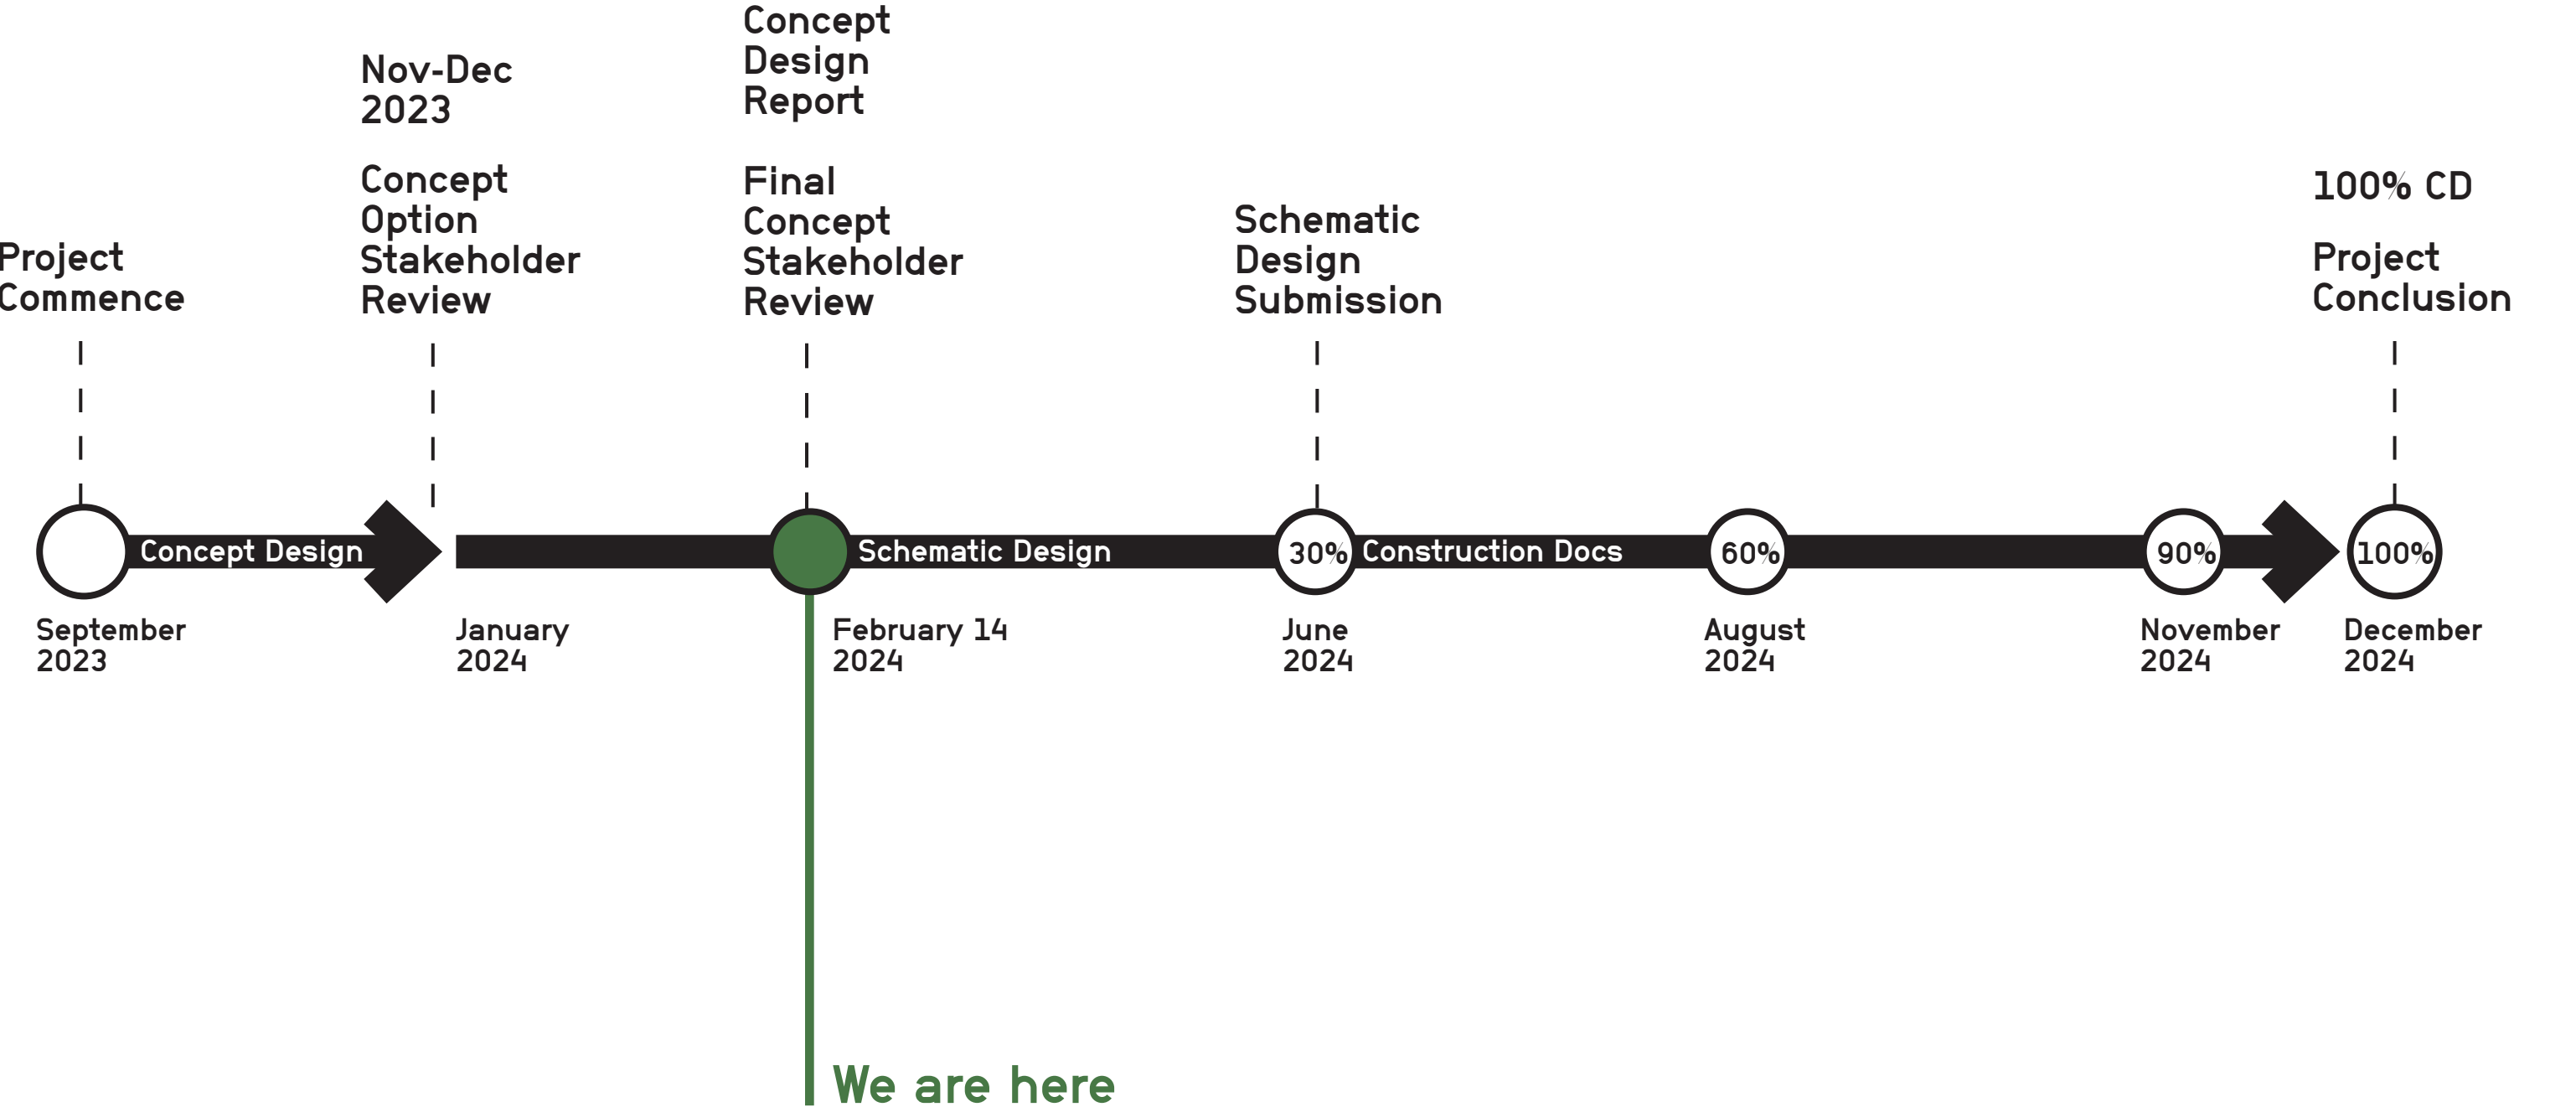 Project
Commence
Nov-Dec
2023
Concept
Option
Stakeholder
Review
Concept
Design
Report
Final
Concept
Stakeholder
Review
Schematic
Design
Submission
100% CD
Project
Conclusion
Concept Design
Schematic Design
30%
Construction Docs
60%
90%
100%
September
2023
January
2024
February 14
2024
June
2024
August
2024
November
2024
December
2024
We are here